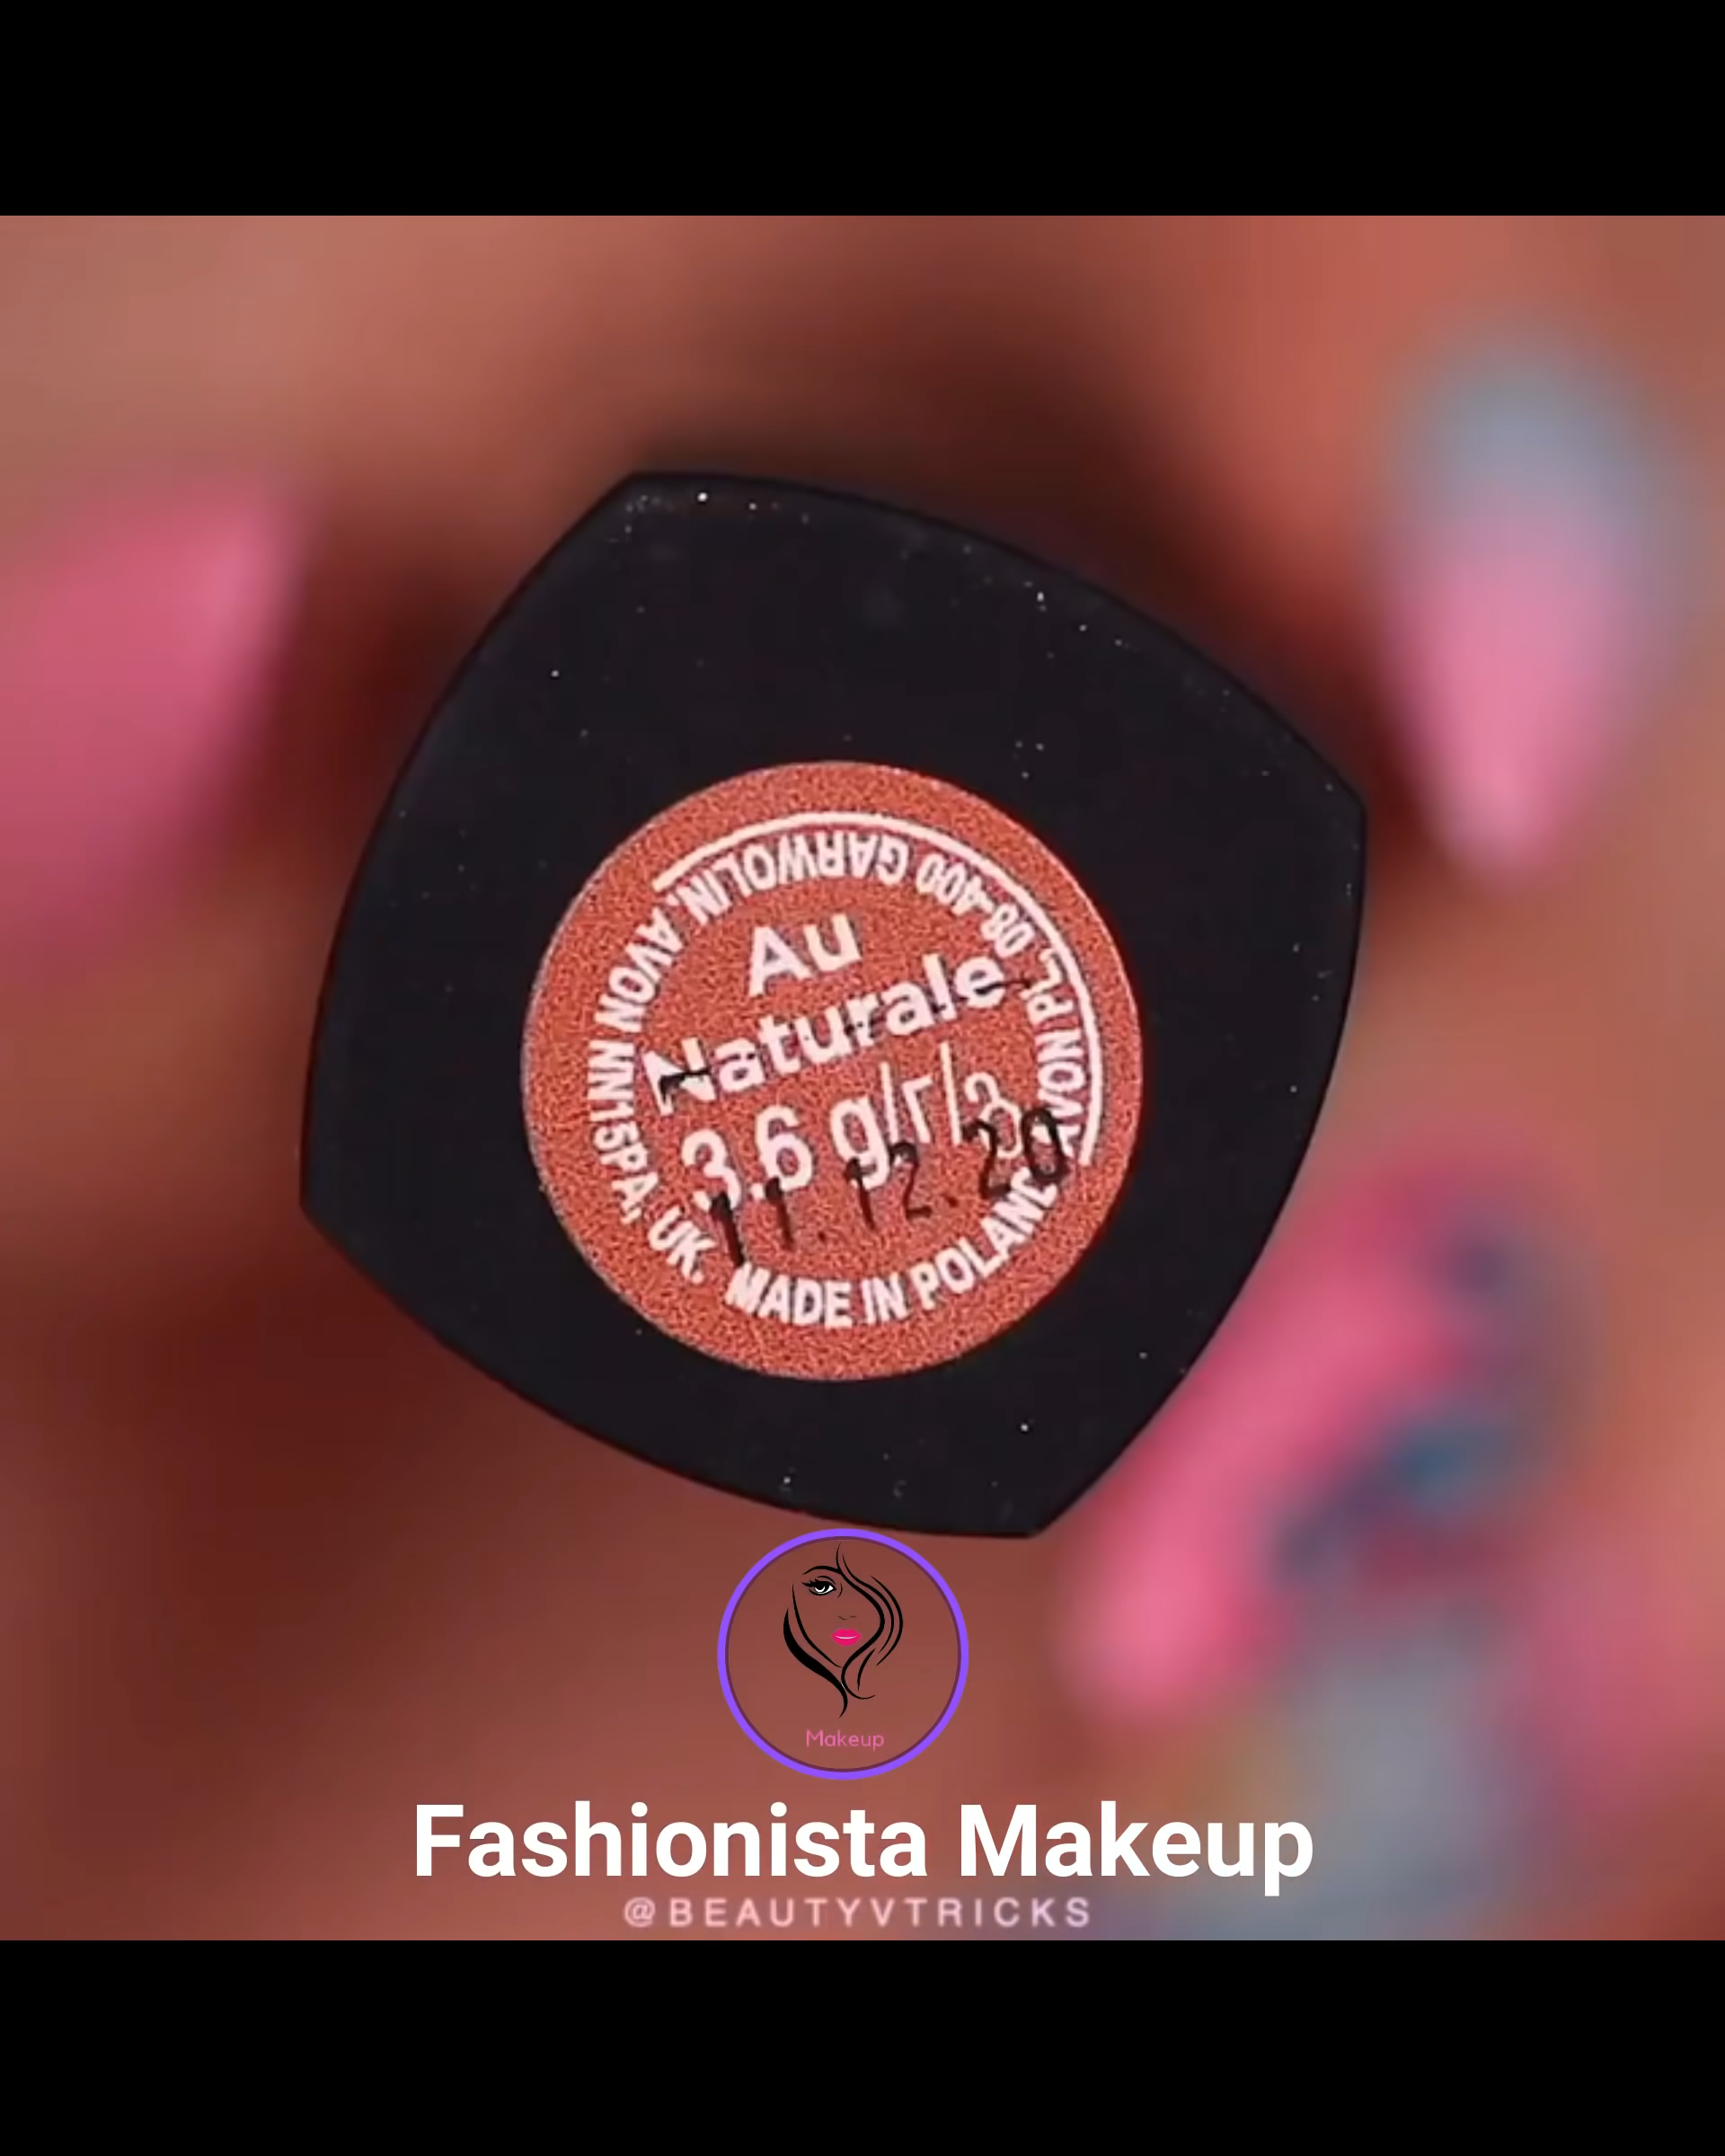 Au
Naturale
3.6 g/г/გ
11.12.20
AVON PL-08-400 GARWOLIN. AVON NN15PA, UK. MADE IN POLAND
Makeup
Fashionista Makeup
@BEAUTYVTRICKS